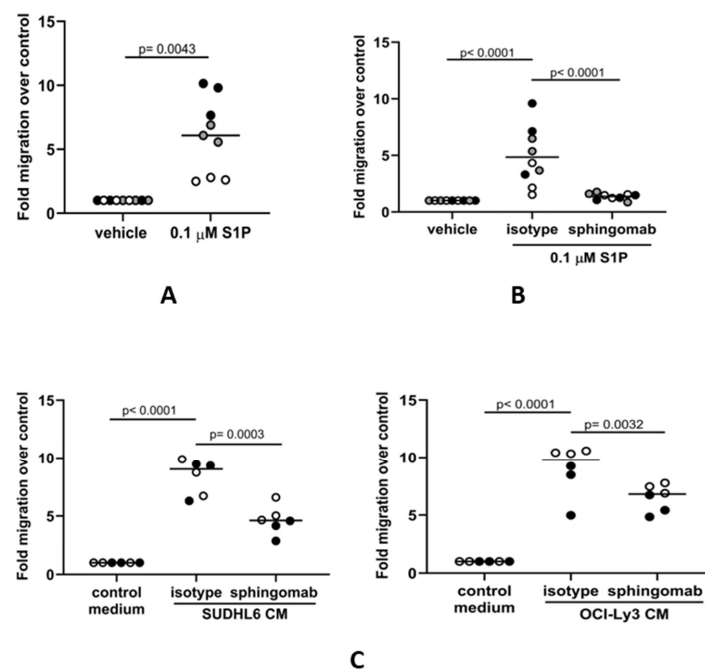 Fold migration over control
15
10
5
0
p= 0.0043
vehicle 0.1 μM S1P
A
Fold migration over control
15
10
5
0
p< 0.0001
p< 0.0001
vehicle isotype sphingomab
0.1 μM S1P
B
Fold migration over control
15
10
5
0
p< 0.0001
p= 0.0003
control medium isotype sphingomab
SUDHL6 CM
Fold migration over control
15
10
5
0
p< 0.0001
p= 0.0032
control medium isotype sphingomab
OCI-Ly3 CM
C